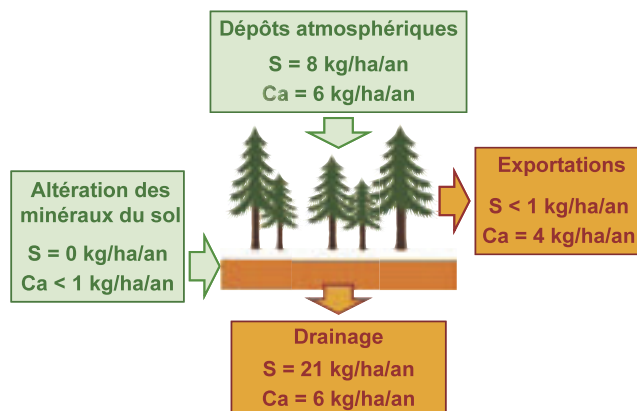 Dépôts atmosphériques
S = 8 kg/ha/an
Ca = 6 kg/ha/an
Altération des
minéraux du sol
S = 0 kg/ha/an
Ca < 1 kg/ha/an
Exportations
S < 1 kg/ha/an
Ca = 4 kg/ha/an
Drainage
S = 21 kg/ha/an
Ca = 6 kg/ha/an